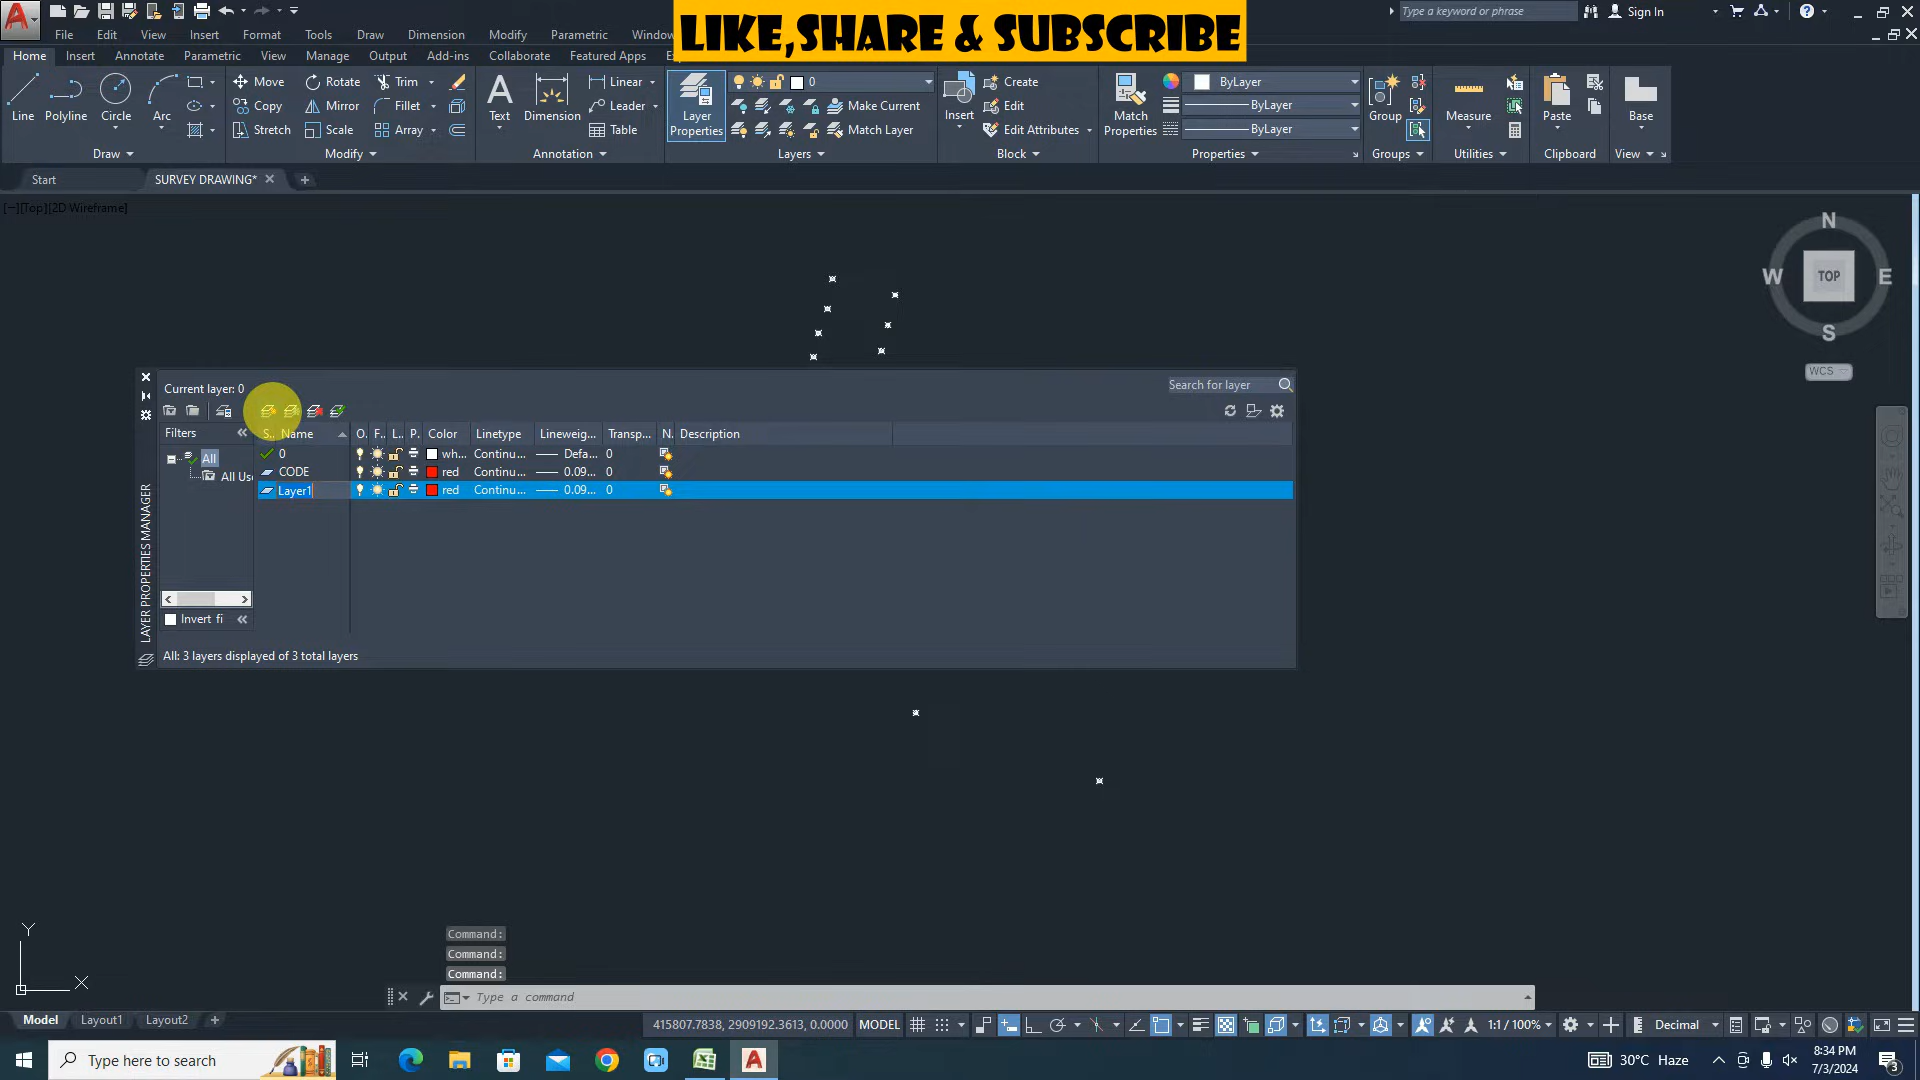 LIKE,SHARE & SUBSCRIBE
Type a keyword or phrase
Sign In
File Edit View Insert Format Tools Draw Dimension Modify Parametric Window
Home Insert Annotate Parametric View Manage Output Add-ins Collaborate Featured Apps
Line Polyline Circle Arc
Move Rotate Trim
Copy Mirror Fillet
Stretch Scale Array
Text Dimension
Linear
Leader
Table
Layer Properties
0
Make Current
Match Layer
Insert
Create
Edit
Edit Attributes
Match Properties
ByLayer
ByLayer
ByLayer
Group
Measure
Paste
Base
Draw Modify Annotation Layers Block Properties Groups Utilities Clipboard View
Start SURVEY DRAWING*
[−][Top][2D Wireframe]
N
W TOP E
S
WCS
Current layer: 0
Search for layer
Filters
S.. Name O. F.. L.. P. Color Linetype Lineweig... Transp... N. Description
0 wh... Continu... Defa... 0
CODE red Continu... 0.09... 0
Layer1 red Continu... 0.09... 0
All
All Us
Invert fi
All: 3 layers displayed of 3 total layers
LAYER PROPERTIES MANAGER
Y
X
Command:
Command:
Command:
Type a command
Model Layout1 Layout2
415807.7838, 2909192.3613, 0.0000 MODEL 1:1 / 100% Decimal
Type here to search
30°C Haze
8:34 PM
7/3/2024
3